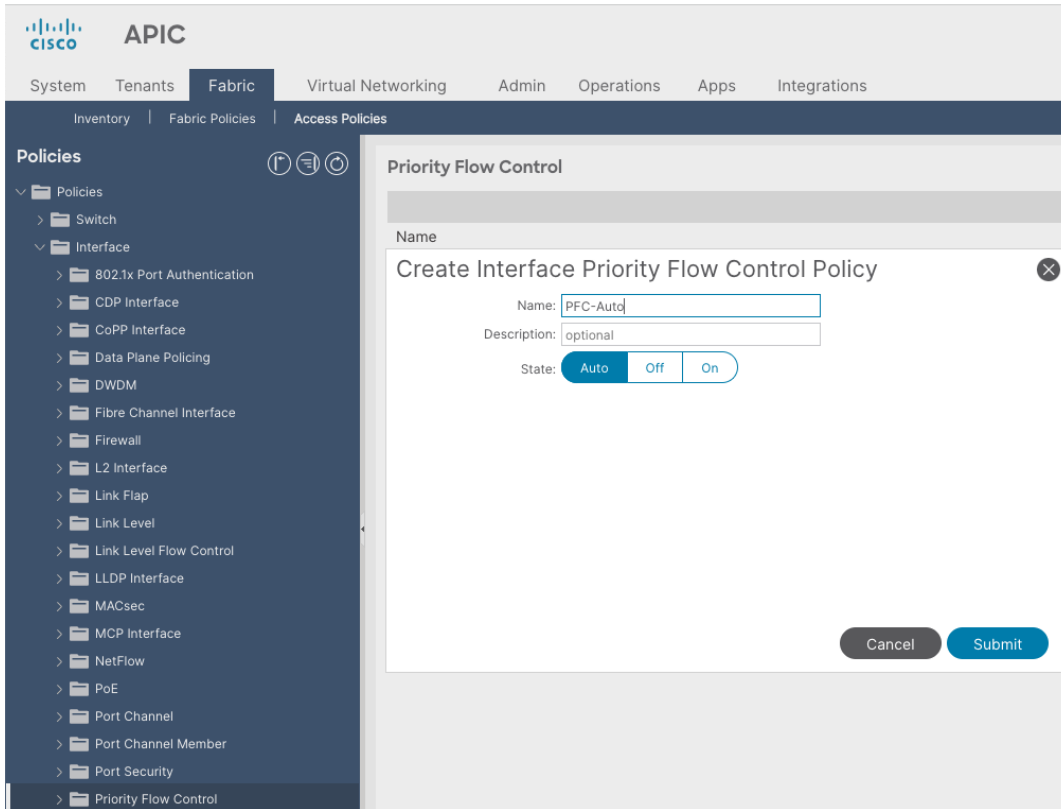 CISCO APIC
System Tenants Fabric Virtual Networking Admin Operations Apps Integrations
Inventory | Fabric Policies | Access Policies
Policies
Policies
Switch
Interface
802.1x Port Authentication
CDP Interface
CoPP Interface
Data Plane Policing
DWDM
Fibre Channel Interface
Firewall
L2 Interface
Link Flap
Link Level
Link Level Flow Control
LLDP Interface
MACsec
MCP Interface
NetFlow
PoE
Port Channel
Port Channel Member
Port Security
Priority Flow Control
Priority Flow Control
Name
Create Interface Priority Flow Control Policy
Name: PFC-Auto
Description: optional
State: Auto Off On
Cancel Submit